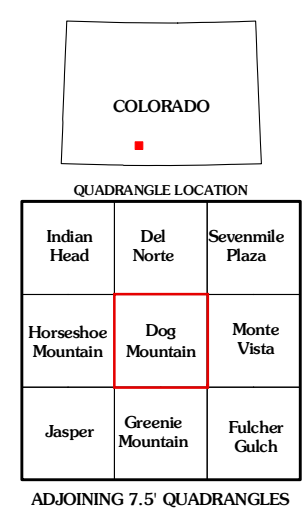 COLORADO
QUADRANGLE LOCATION
Indian
Head
Del
Norte
Sevenmile
Plaza
Horseshoe
Mountain
Dog
Mountain
Monte
Vista
Jasper
Greenie
Mountain
Fulcher
Gulch
ADJOINING 7.5' QUADRANGLES